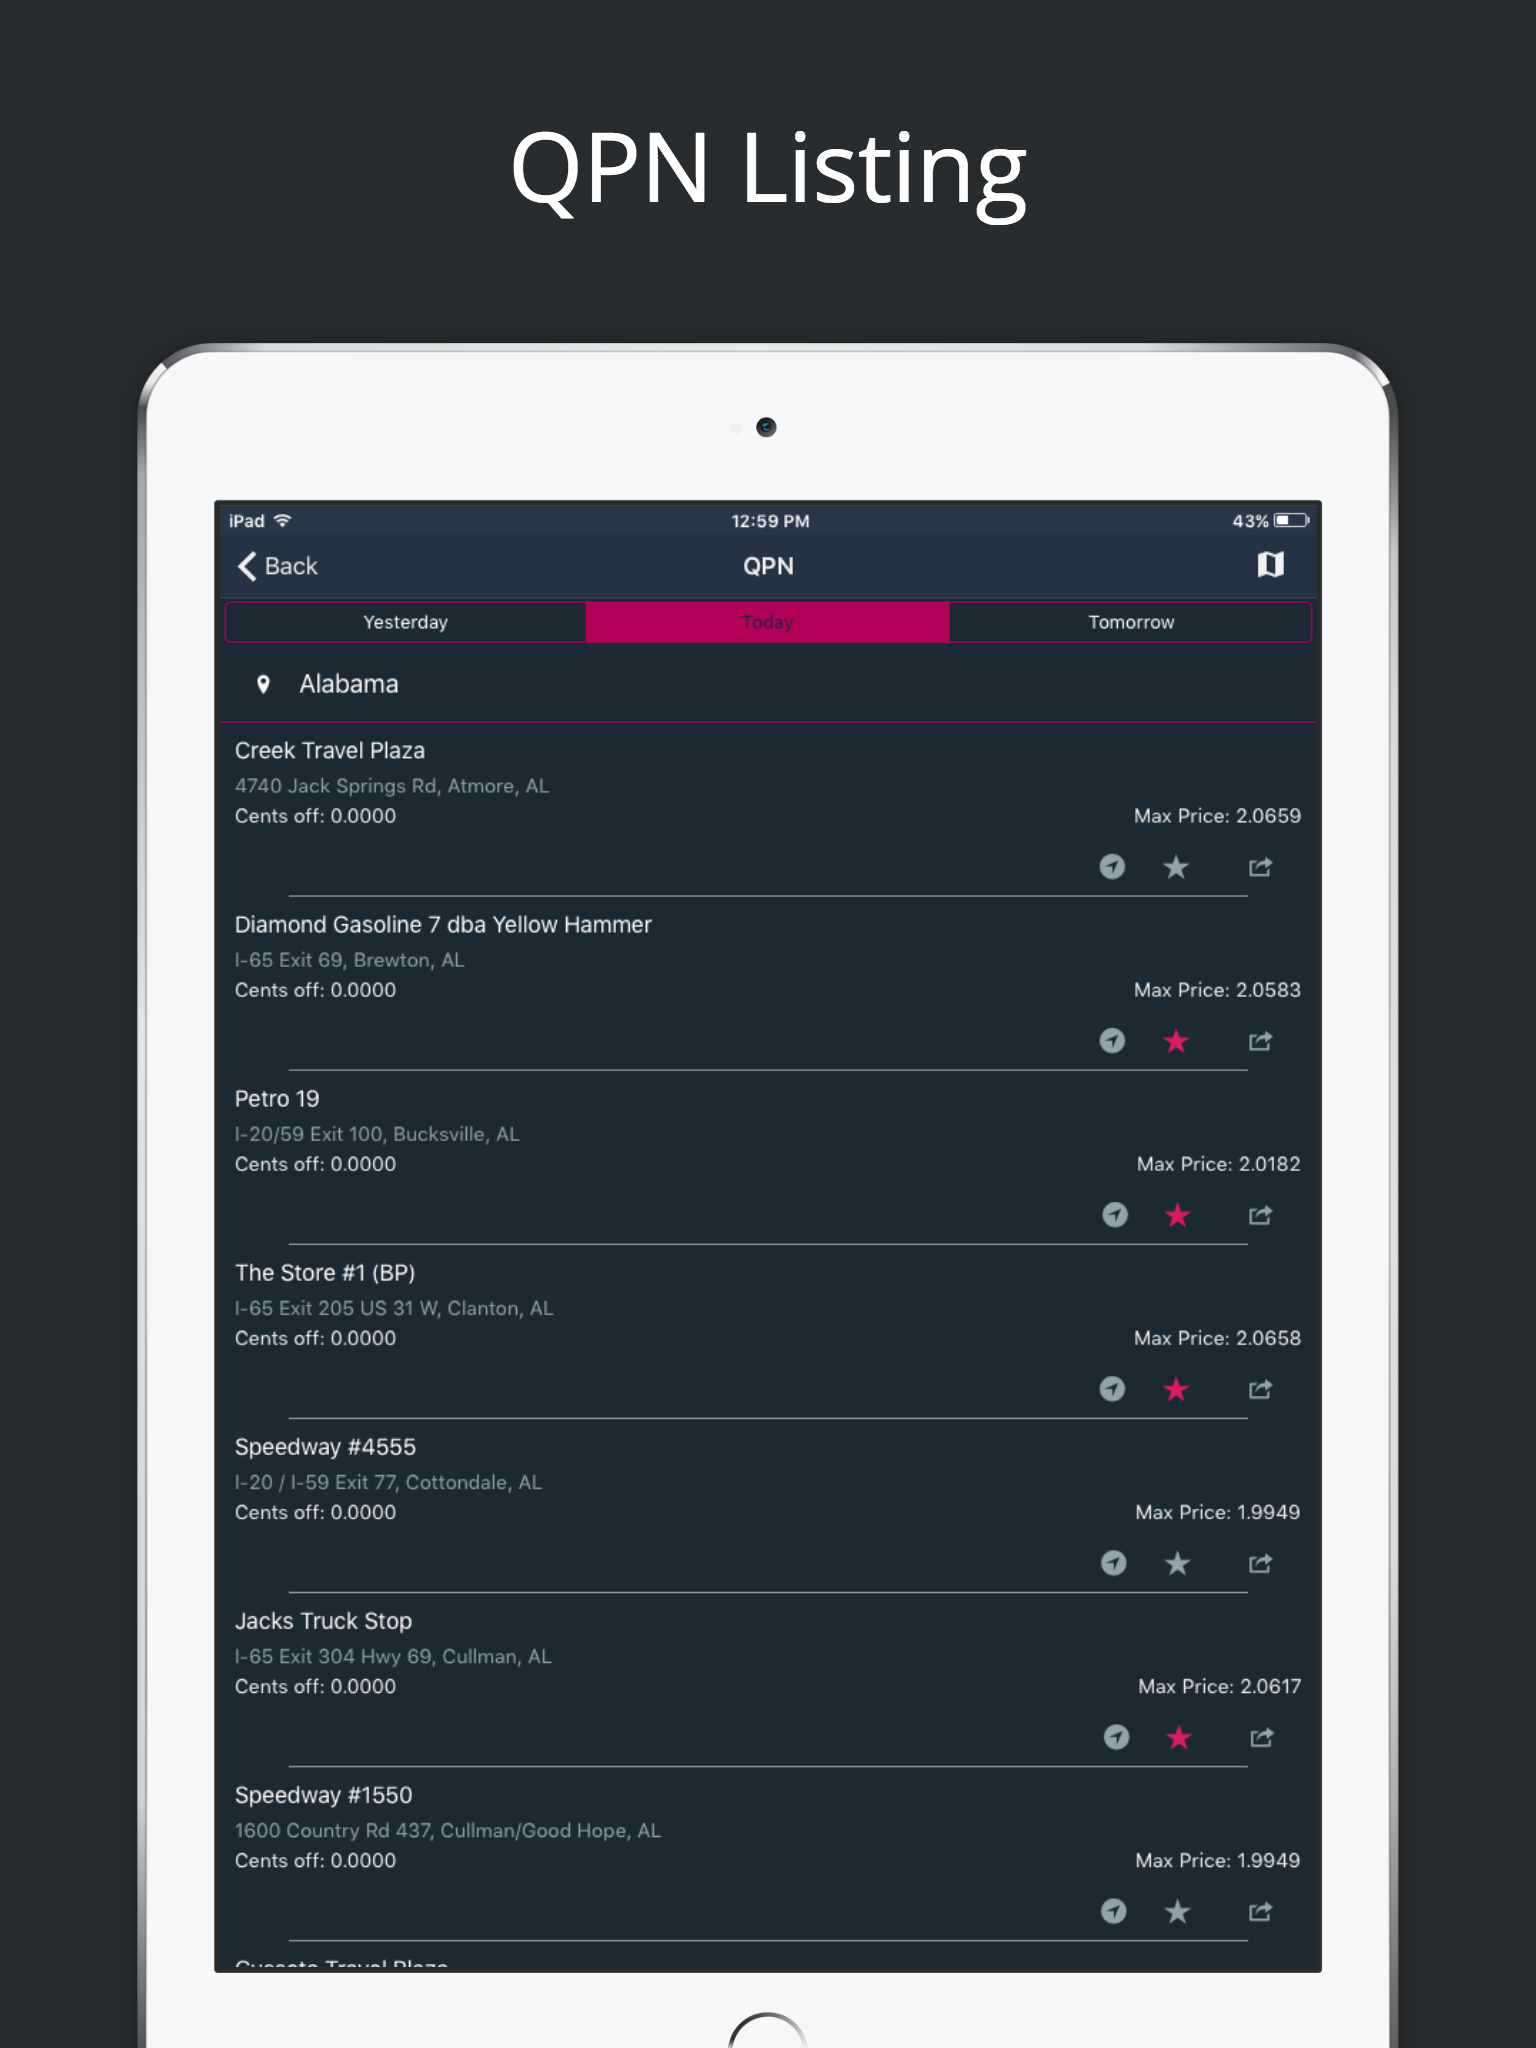 QPN Listing
iPad 12:59 PM 43%
Back QPN
Yesterday Today Tomorrow
Alabama
Creek Travel Plaza
4740 Jack Springs Rd, Atmore, AL
Cents off: 0.0000 Max Price: 2.0659
Diamond Gasoline 7 dba Yellow Hammer
I-65 Exit 69, Brewton, AL
Cents off: 0.0000 Max Price: 2.0583
Petro 19
I-20/59 Exit 100, Bucksville, AL
Cents off: 0.0000 Max Price: 2.0182
The Store #1 (BP)
I-65 Exit 205 US 31 W, Clanton, AL
Cents off: 0.0000 Max Price: 2.0658
Speedway #4555
I-20 / I-59 Exit 77, Cottondale, AL
Cents off: 0.0000 Max Price: 1.9949
Jacks Truck Stop
I-65 Exit 304 Hwy 69, Cullman, AL
Cents off: 0.0000 Max Price: 2.0617
Speedway #1550
1600 Country Rd 437, Cullman/Good Hope, AL
Cents off: 0.0000 Max Price: 1.9949
Travel Plaza